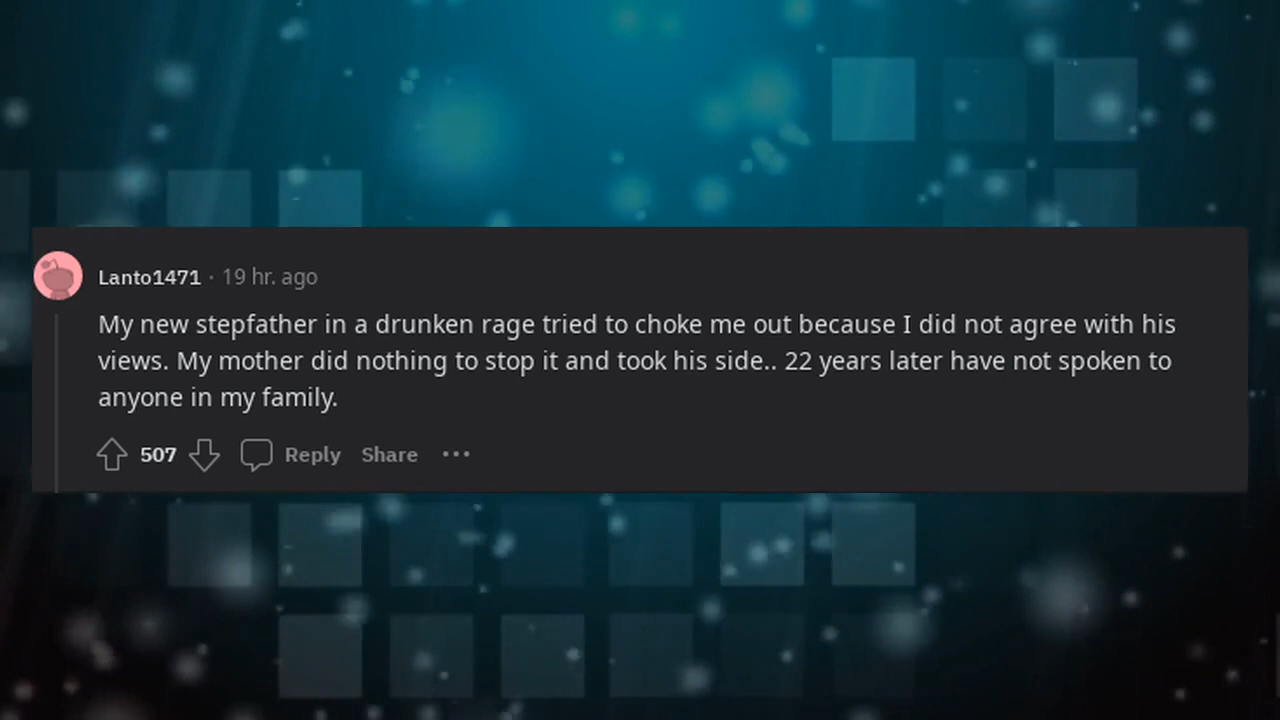 Lanto1471 · 19 hr. ago
My new stepfather in a drunken rage tried to choke me out because I did not agree with his
views. My mother did nothing to stop it and took his side.. 22 years later have not spoken to
anyone in my family.
507 Reply Share ···